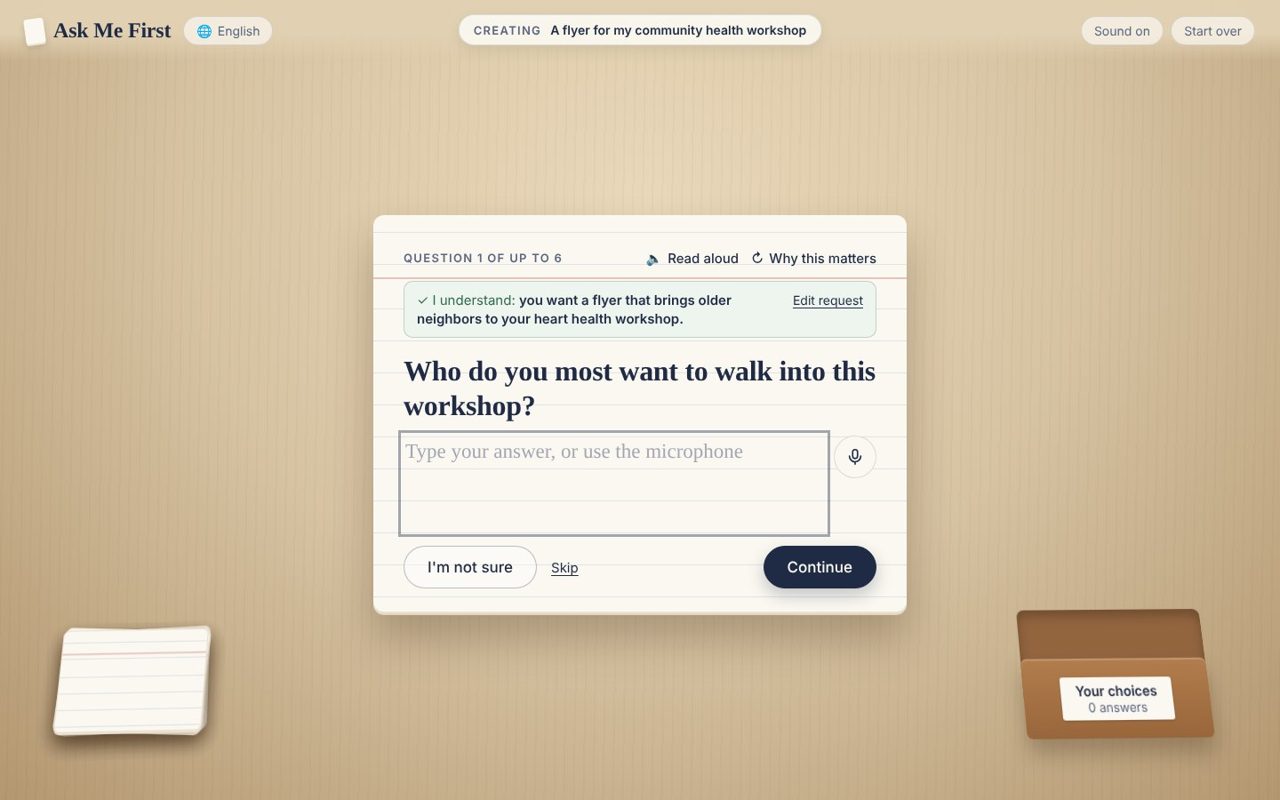 Ask Me First
English
CREATING A flyer for my community health workshop
Sound on
Start over
QUESTION 1 OF UP TO 6
Read aloud
Why this matters
✓ I understand: you want a flyer that brings older
neighbors to your heart health workshop.
Edit request
Who do you most want to walk into this
workshop?
Type your answer, or use the microphone
I'm not sure
Skip
Continue
Your choices
0 answers